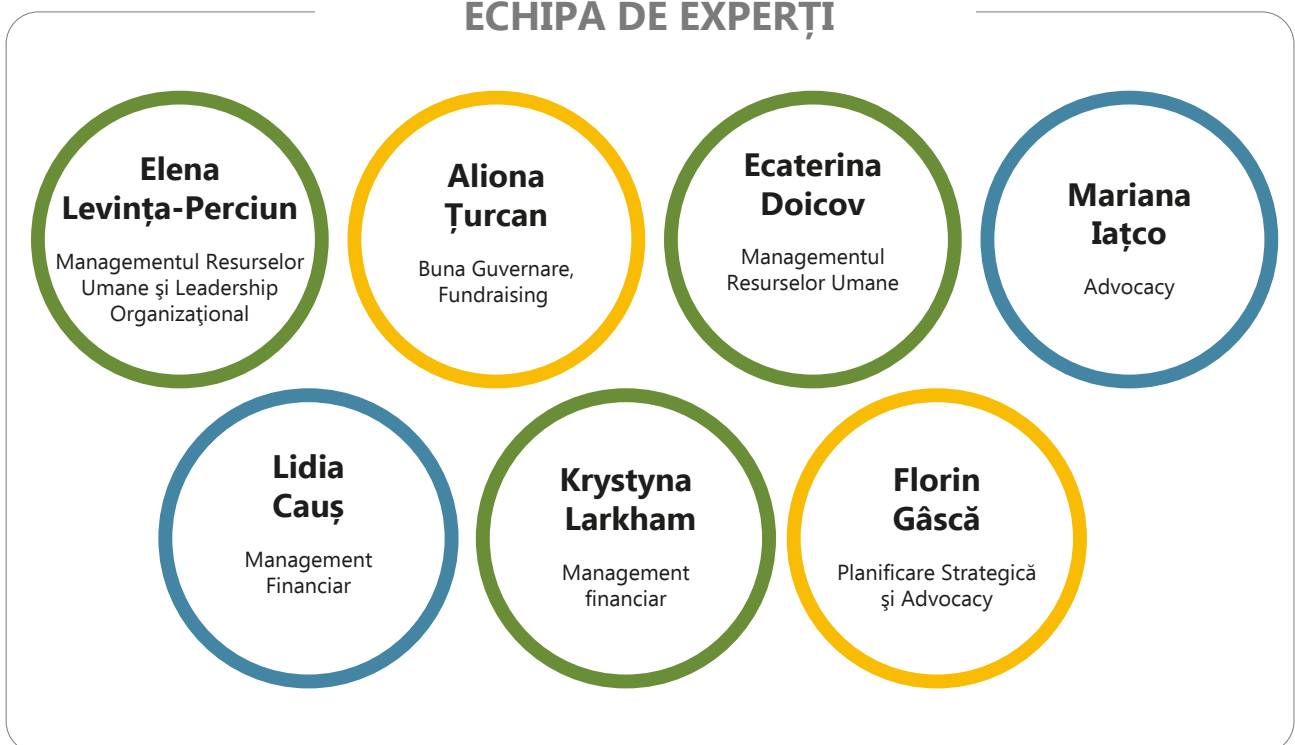 ECHIPA DE EXPERȚI
Elena
Levința-Perciun
Managementul Resurselor
Umane şi Leadership
Organizaţional
Aliona
Țurcan
Buna Guvernare,
Fundraising
Ecaterina
Doicov
Managementul
Resurselor Umane
Mariana
Iațco
Advocacy
Lidia
Cauș
Management
Financiar
Krystyna
Larkham
Management
financiar
Florin
Gâscă
Planificare Strategică
şi Advocacy